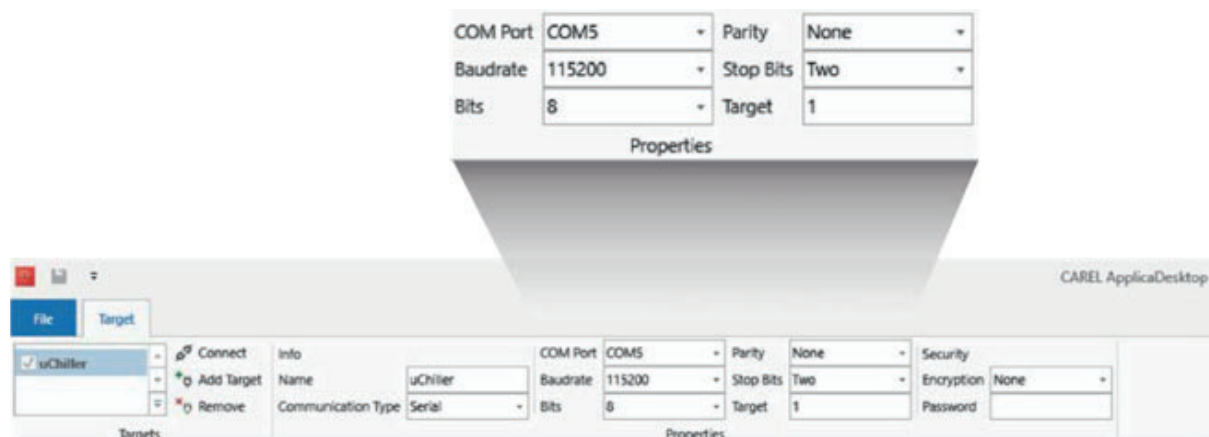 COM Port COM5 Parity None
Baudrate 115200 Stop Bits Two
Bits 8 Target 1
Properties
CAREL ApplicaDesktop
File Target
uChiller Connect Info COM Port COM5 Parity None Security
Add Target Name uChiller Baudrate 115200 Stop Bits Two Encryption None
Remove Communication Type Serial Bits 8 Target 1 Password
Targets Properties